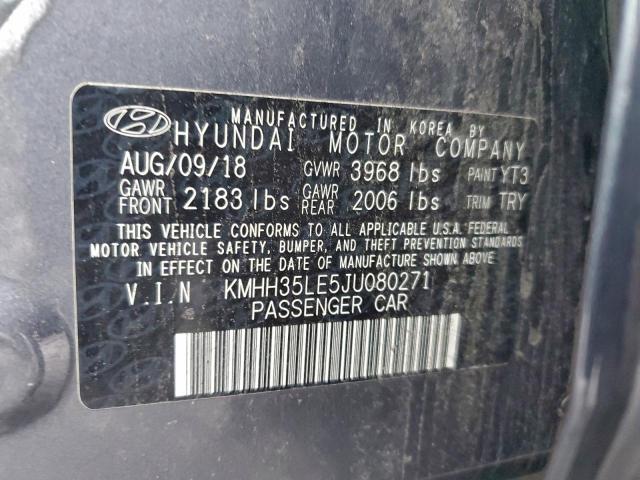 MANUFACTURED IN KOREA BY
HYUNDAI MOTOR COMPANY
AUG/09/18 GVWR 3968 lbs PAINT YT3
GAWR FRONT 2183 lbs GAWR REAR 2006 lbs TRIM TRY
THIS VEHICLE CONFORMS TO ALL APPLICABLE U.S.A. FEDERAL
MOTOR VEHICLE SAFETY, BUMPER, AND THEFT PREVENTION STANDARDS
IN EFFECT ON THE DATE OF MANUFACTURE SHOWN ABOVE.
V.I.N KMHH35LE5JU080271
PASSENGER CAR